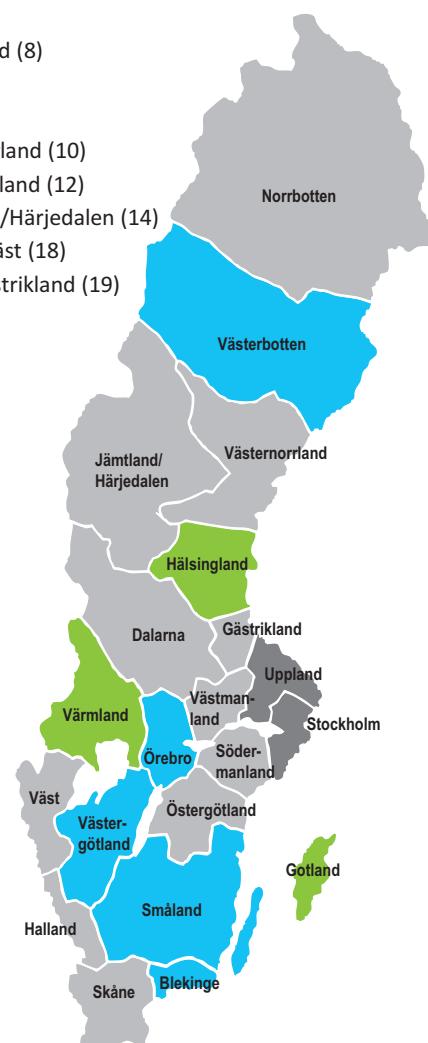 d (8)
land (10)
land (12)
/Härjedalen (14)
äst (18)
strikland (19)
Norrbotten
Västerbotten
Västernorrland
Jämtland/
Härjedalen
Hälsingland
Gästrikland
Dalarna
Uppland
Västman-
land
Stockholm
Värmland
Örebro
Söder-
manland
Väst
Östergötland
Väster-
götland
Gotland
Småland
Halland
Blekinge
Skåne